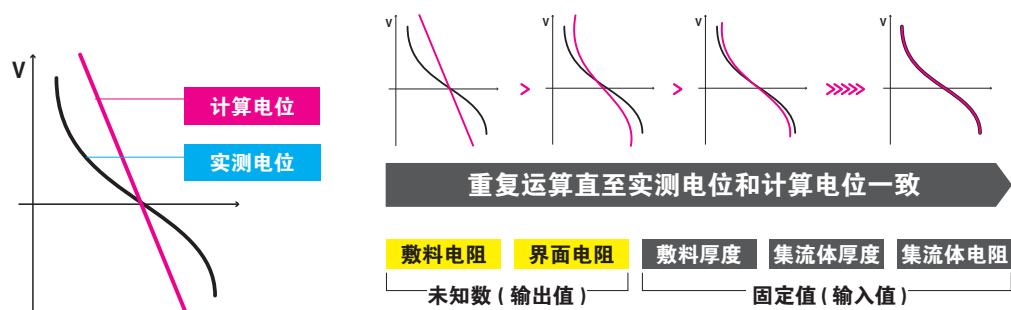 V
计算电位
实测电位
V
V
V
V
重复运算直至实测电位和计算电位一致
敷料电阻 界面电阻 敷料厚度 集流体厚度 集流体电阻
未知数 ( 输出值 ) 固定值 ( 输入值 )